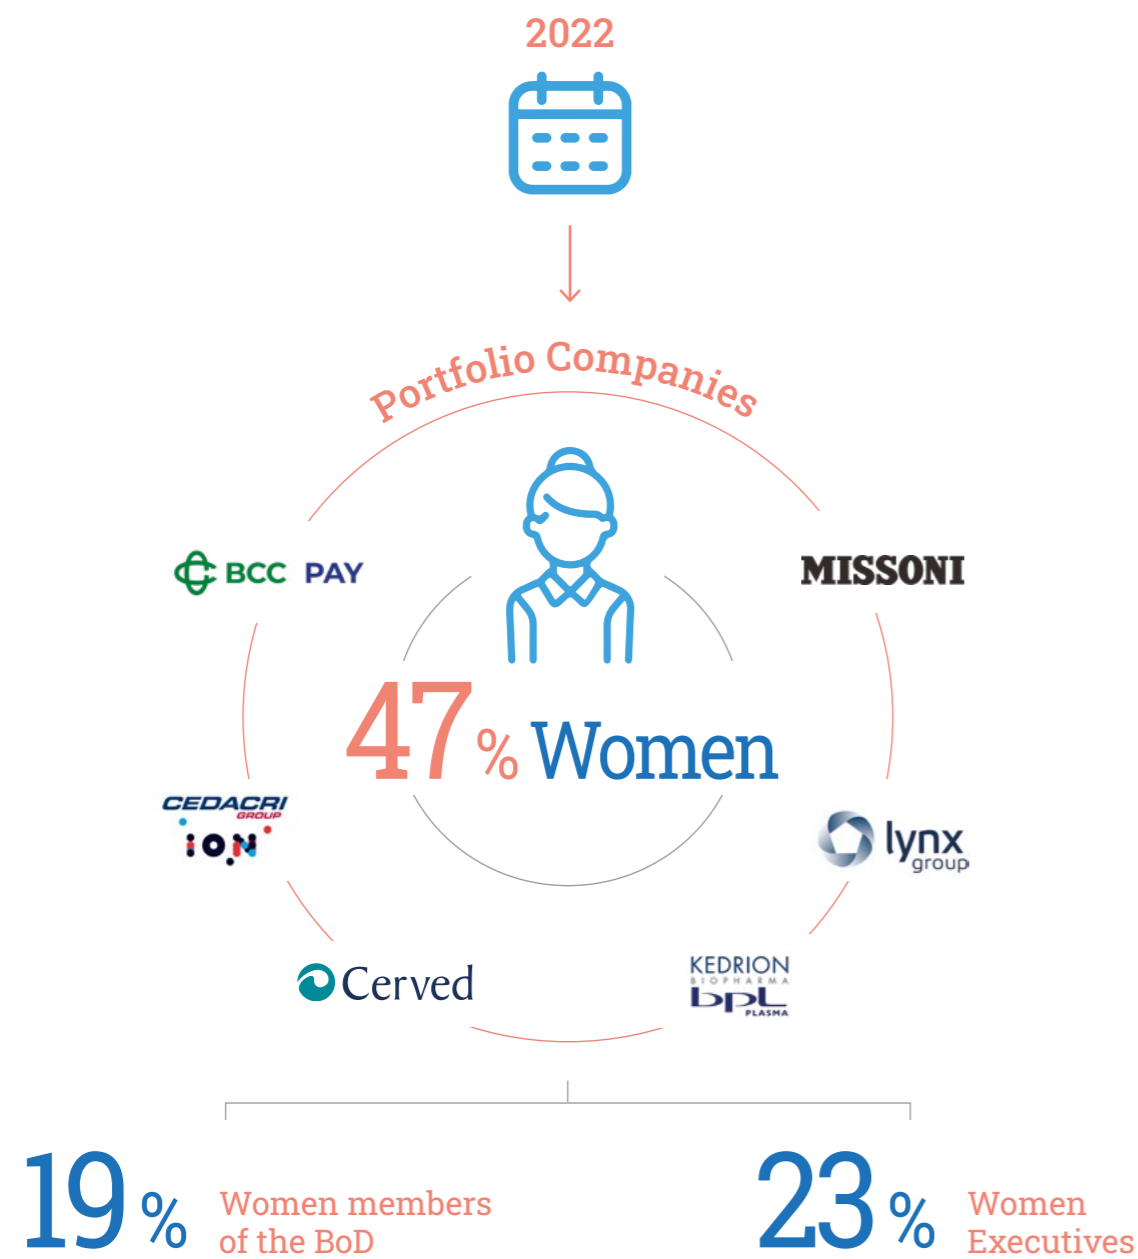 2022
Portfolio Companies
BCC PAY
MISSONI
47% Women
CEDACRI
GROUP
iON
lynx
group
Cerved
KEDRION
BIOPHARMA
bpl
PLASMA
19% Women members
of the BoD
23% Women
Executives